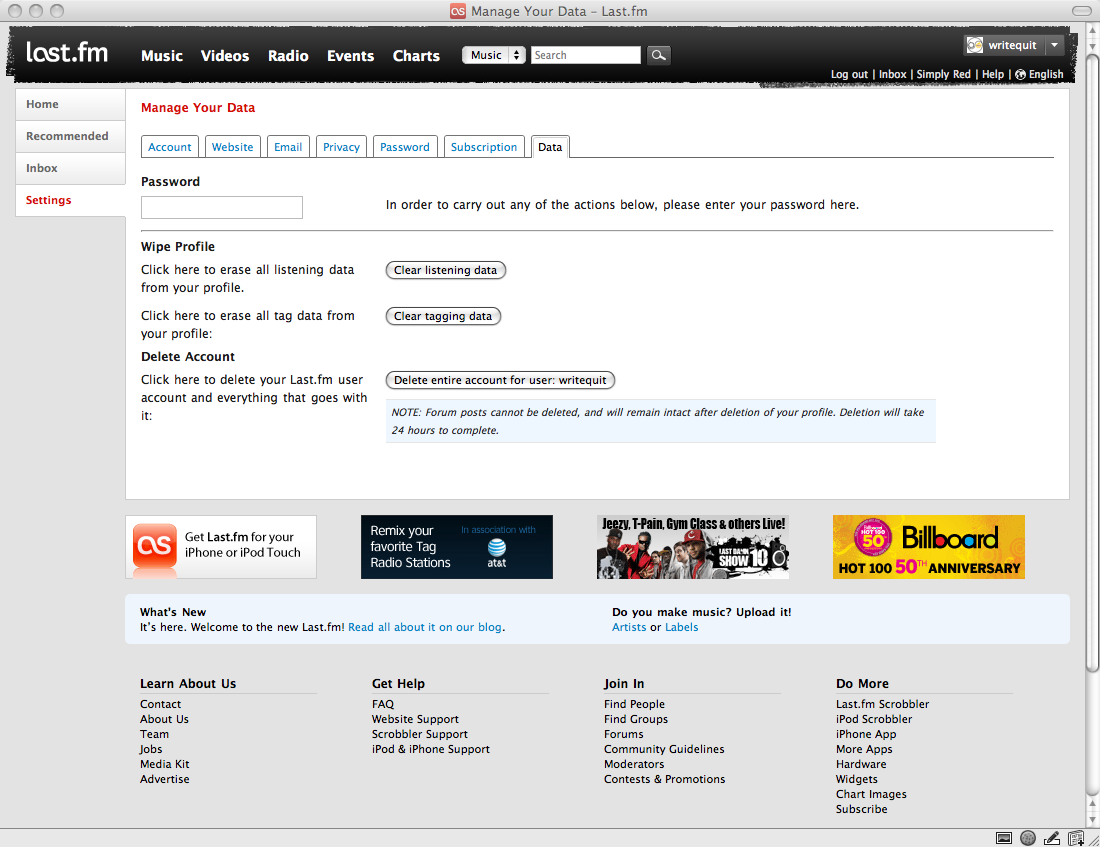 Manage Your Data – Last.fm
last.fm
Music Videos Radio Events Charts
Music
Search
writequit
Log out | Inbox | Simply Red | Help | English
Home
Recommended
Inbox
Settings
Manage Your Data
Account Website Email Privacy Password Subscription Data
Password
In order to carry out any of the actions below, please enter your password here.
Wipe Profile
Click here to erase all listening data
from your profile.
Clear listening data
Click here to erase all tag data from
your profile:
Clear tagging data
Delete Account
Click here to delete your Last.fm user
account and everything that goes with
it:
Delete entire account for user: writequit
NOTE: Forum posts cannot be deleted, and will remain intact after deletion of your profile. Deletion will take
24 hours to complete.
Get Last.fm for your
iPhone or iPod Touch
Remix your
favorite Tag
Radio Stations
In association with
at&t
Jeezy, T-Pain, Gym Class & others Live!
LAST DAMN
SHOW 10
Billboard
HOT 100
50
Billboard
HOT 100 50TH ANNIVERSARY
What's New
It's here. Welcome to the new Last.fm! Read all about it on our blog.
Do you make music? Upload it!
Artists or Labels
Learn About Us
Contact
About Us
Team
Jobs
Media Kit
Advertise
Get Help
FAQ
Website Support
Scrobbler Support
iPod & iPhone Support
Join In
Find People
Find Groups
Forums
Community Guidelines
Moderators
Contests & Promotions
Do More
Last.fm Scrobbler
iPod Scrobbler
iPhone App
More Apps
Hardware
Widgets
Chart Images
Subscribe